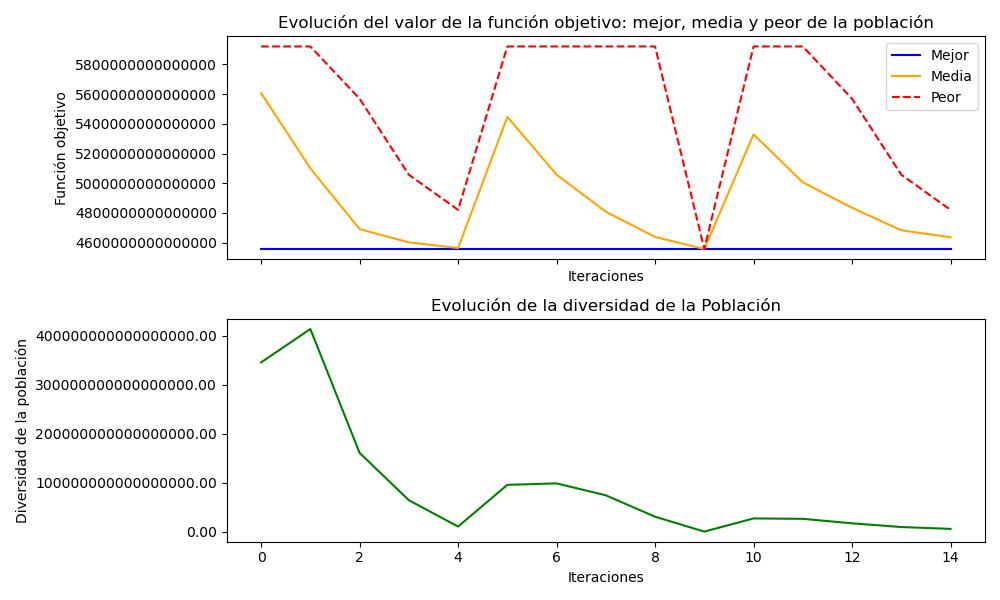 Evolución del valor de la función objetivo: mejor, media y peor de la población
Función objetivo
5800000000000000
5600000000000000
5400000000000000
5200000000000000
5000000000000000
4800000000000000
4600000000000000
Mejor
Media
Peor
Iteraciones
Evolución de la diversidad de la Población
Diversidad de la población
400000000000000000.00
300000000000000000.00
200000000000000000.00
100000000000000000.00
0.00
0 2 4 6 8 10 12 14
Iteraciones